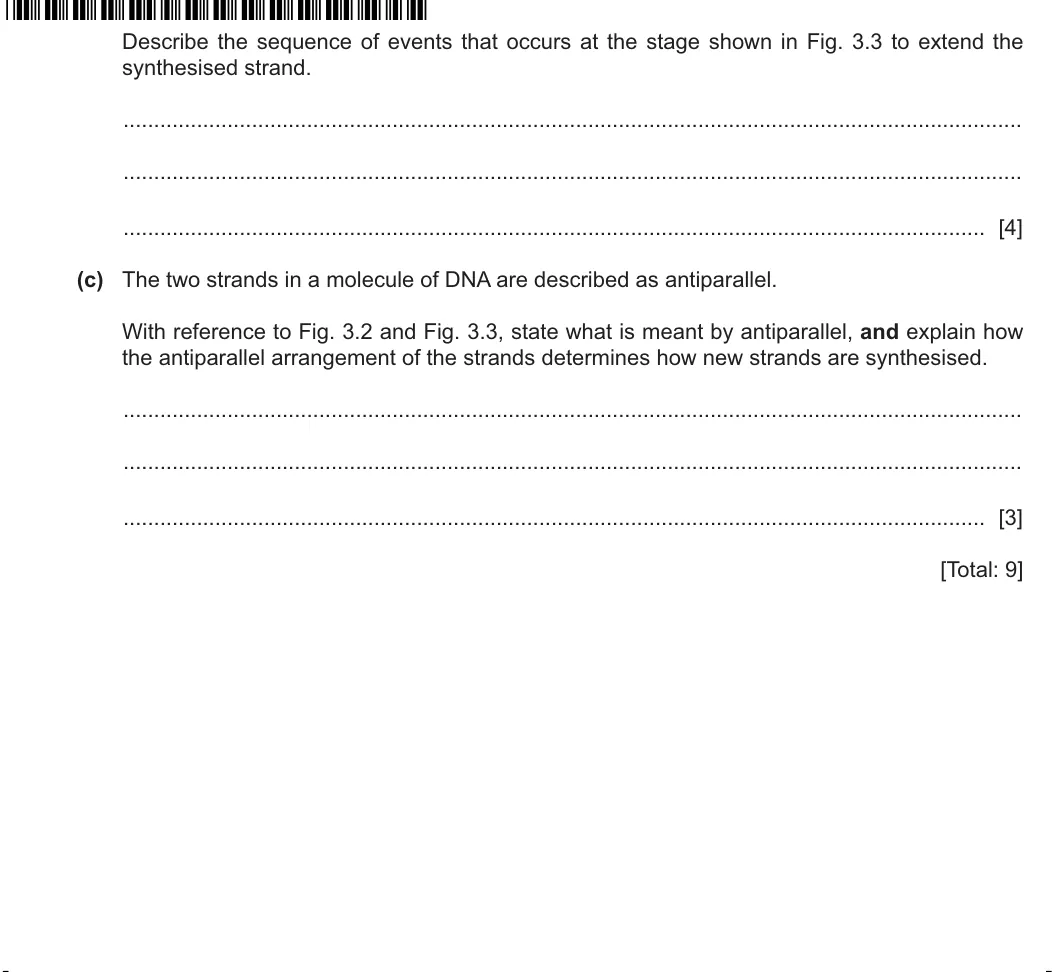 Describe the sequence of events that occurs at the stage shown in Fig. 3.3 to extend the
synthesised strand.
..........................................................................................................................................................
..........................................................................................................................................................
.................................................................................................................................................... [4]
(c) The two strands in a molecule of DNA are described as antiparallel.
With reference to Fig. 3.2 and Fig. 3.3, state what is meant by antiparallel, and explain how
the antiparallel arrangement of the strands determines how new strands are synthesised.
..........................................................................................................................................................
..........................................................................................................................................................
.................................................................................................................................................... [3]
[Total: 9]